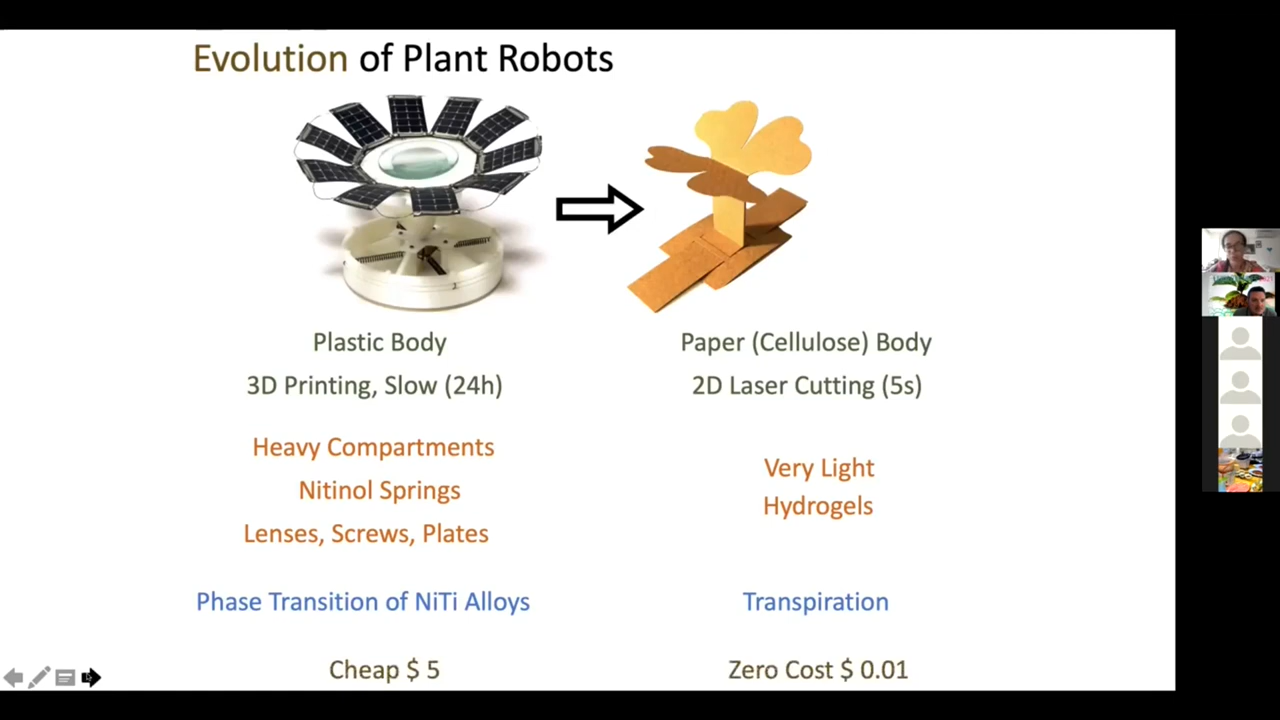 Evolution of Plant Robots
Plastic Body
3D Printing, Slow (24h)
Heavy Compartments
Nitinol Springs
Lenses, Screws, Plates
Phase Transition of NiTi Alloys
Cheap $ 5
Paper (Cellulose) Body
2D Laser Cutting (5s)
Very Light
Hydrogels
Transpiration
Zero Cost $ 0.01